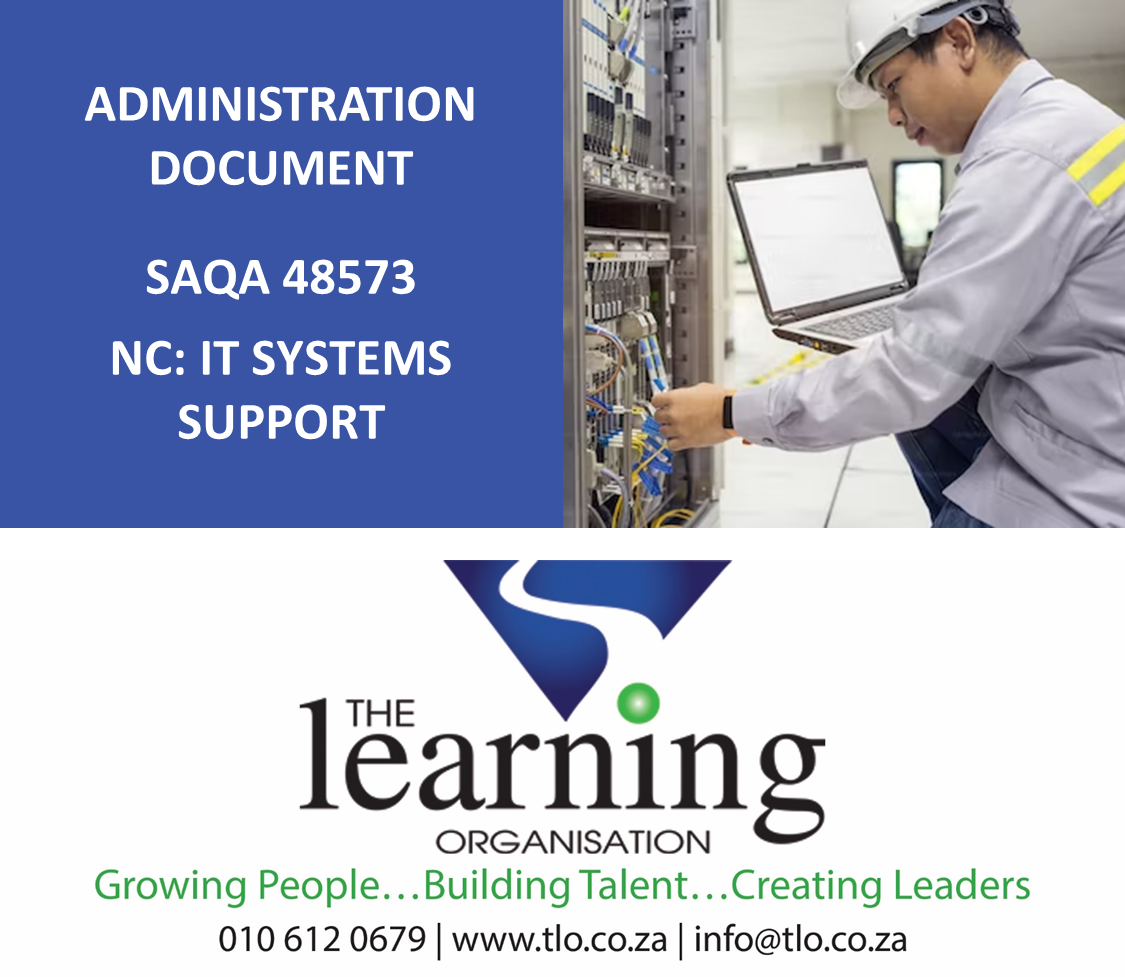 ADMINISTRATION
DOCUMENT
SAQA 48573
NC: IT SYSTEMS
SUPPORT
THE
learning
ORGANISATION
Growing People…Building Talent…Creating Leaders
010 612 0679 | www.tlo.co.za | info@tlo.co.za